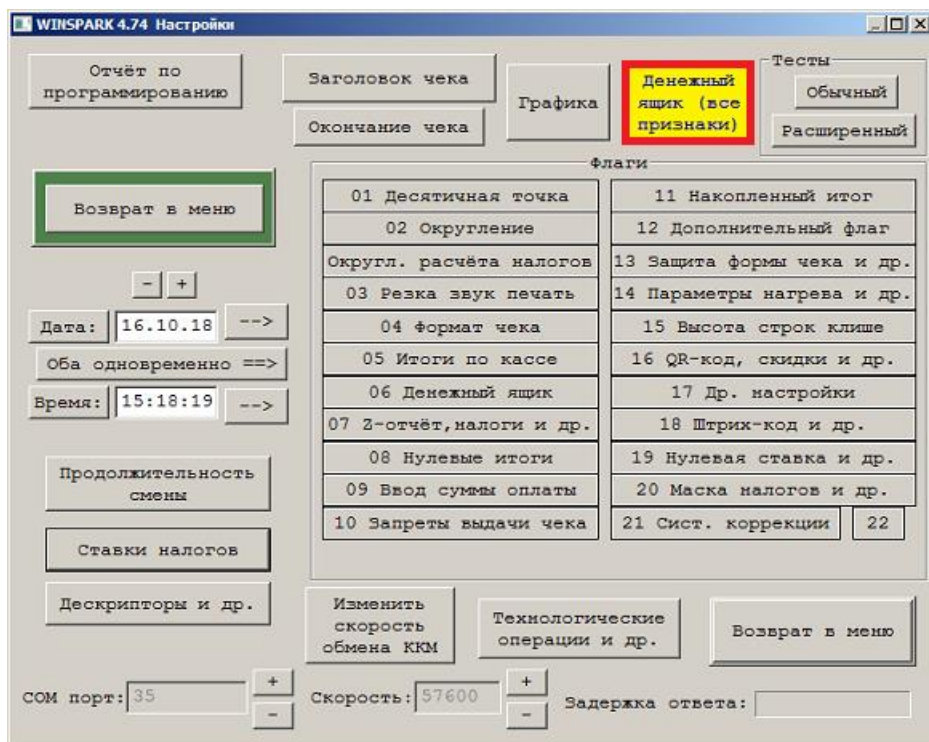 WINSPARK 4.74 Настройки
Отчёт по
программированию
Заголовок чека
Окончание чека
Графика
Денежный
ящик (все
признаки)
Тесты
Обычный
Расширенный
Возврат в меню
Флаги
01 Десятичная точка
11 Накопленный итог
02 Округление
12 Дополнительный флаг
Округл. расчёта налогов
13 Защита формы чека и др.
03 Резка звук печать
14 Параметры нагрева и др.
04 Формат чека
15 Высота строк клише
05 Итоги по кассе
16 QR-код, скидки и др.
06 Денежный ящик
17 Др. настройки
07 Z-отчёт,налоги и др.
18 Штрих-код и др.
08 Нулевые итоги
19 Нулевая ставка и др.
09 Ввод суммы оплаты
20 Маска налогов и др.
10 Запреты выдачи чека
21 Сист. коррекции
22
- +
Дата: 16.10.18 -->
Оба одновременно ==>
Время: 15:18:19 -->
Продолжительность
смены
Ставки налогов
Дескрипторы и др.
Изменить
скорость
обмена ККМ
Технологические
операции и др.
Возврат в меню
COM порт: 35 + -
Скорость: 57600 + -
Задержка ответа: